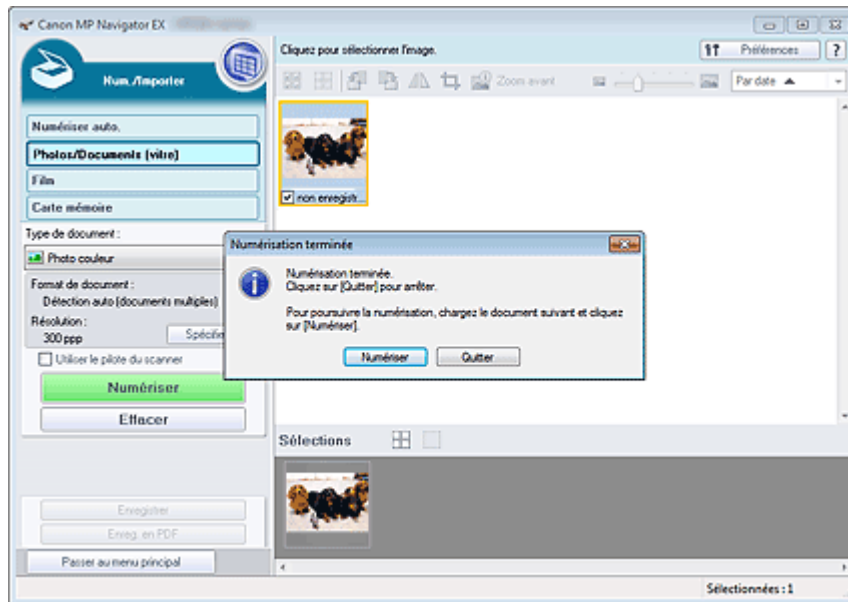 Canon MP Navigator EX
Num./Importer
Numériser auto.
Photos/Documents (vitre)
Film
Carte mémoire
Type de document :
Photo couleur
Format de document :
Détection auto (documents multiples)
Résolution :
300 ppp
Spécifie
Utiliser le pilote du scanner
Numériser
Effacer
Enregistrer
Enreg. en PDF
Passer au menu principal
Cliquez pour sélectionner l'image.
Préférences
?
Zoom avant
Par date
non enregistr...
Numérisation terminée
Numérisation terminée.
Cliquez sur [Quitter] pour arrêter.
Pour poursuivre la numérisation, chargez le document suivant et cliquez
sur [Numériser].
Numériser
Quitter
Sélections
Sélectionnées : 1